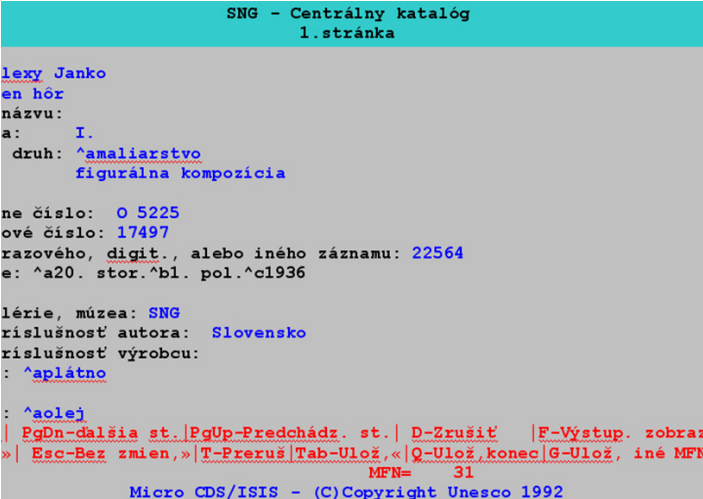 SNG - Centrálny katalóg
1.stránka
lexy Janko
en hôr
názvu:
a: I.
druh: ^amaliarstvo
figurálna kompozícia
ne číslo: O 5225
ové číslo: 17497
razového, digit., alebo iného záznamu: 22564
e: ^a20. stor.^b1. pol.^c1936
lérie, múzea: SNG
ríslušnosť autora: Slovensko
ríslušnosť výrobcu:
: ^aplátno
: ^aolej
| PgDn-ďalšia st.|PgUp-Predchádz. st.| D-Zrušiť |F-Výstup. zobraz
»| Esc-Bez zmien,»|T-Preruš|Tab-Ulož,«|Q-Ulož,konec|G-Ulož, iné MFN
MFN= 31
Micro CDS/ISIS - (C)Copyright Unesco 1992